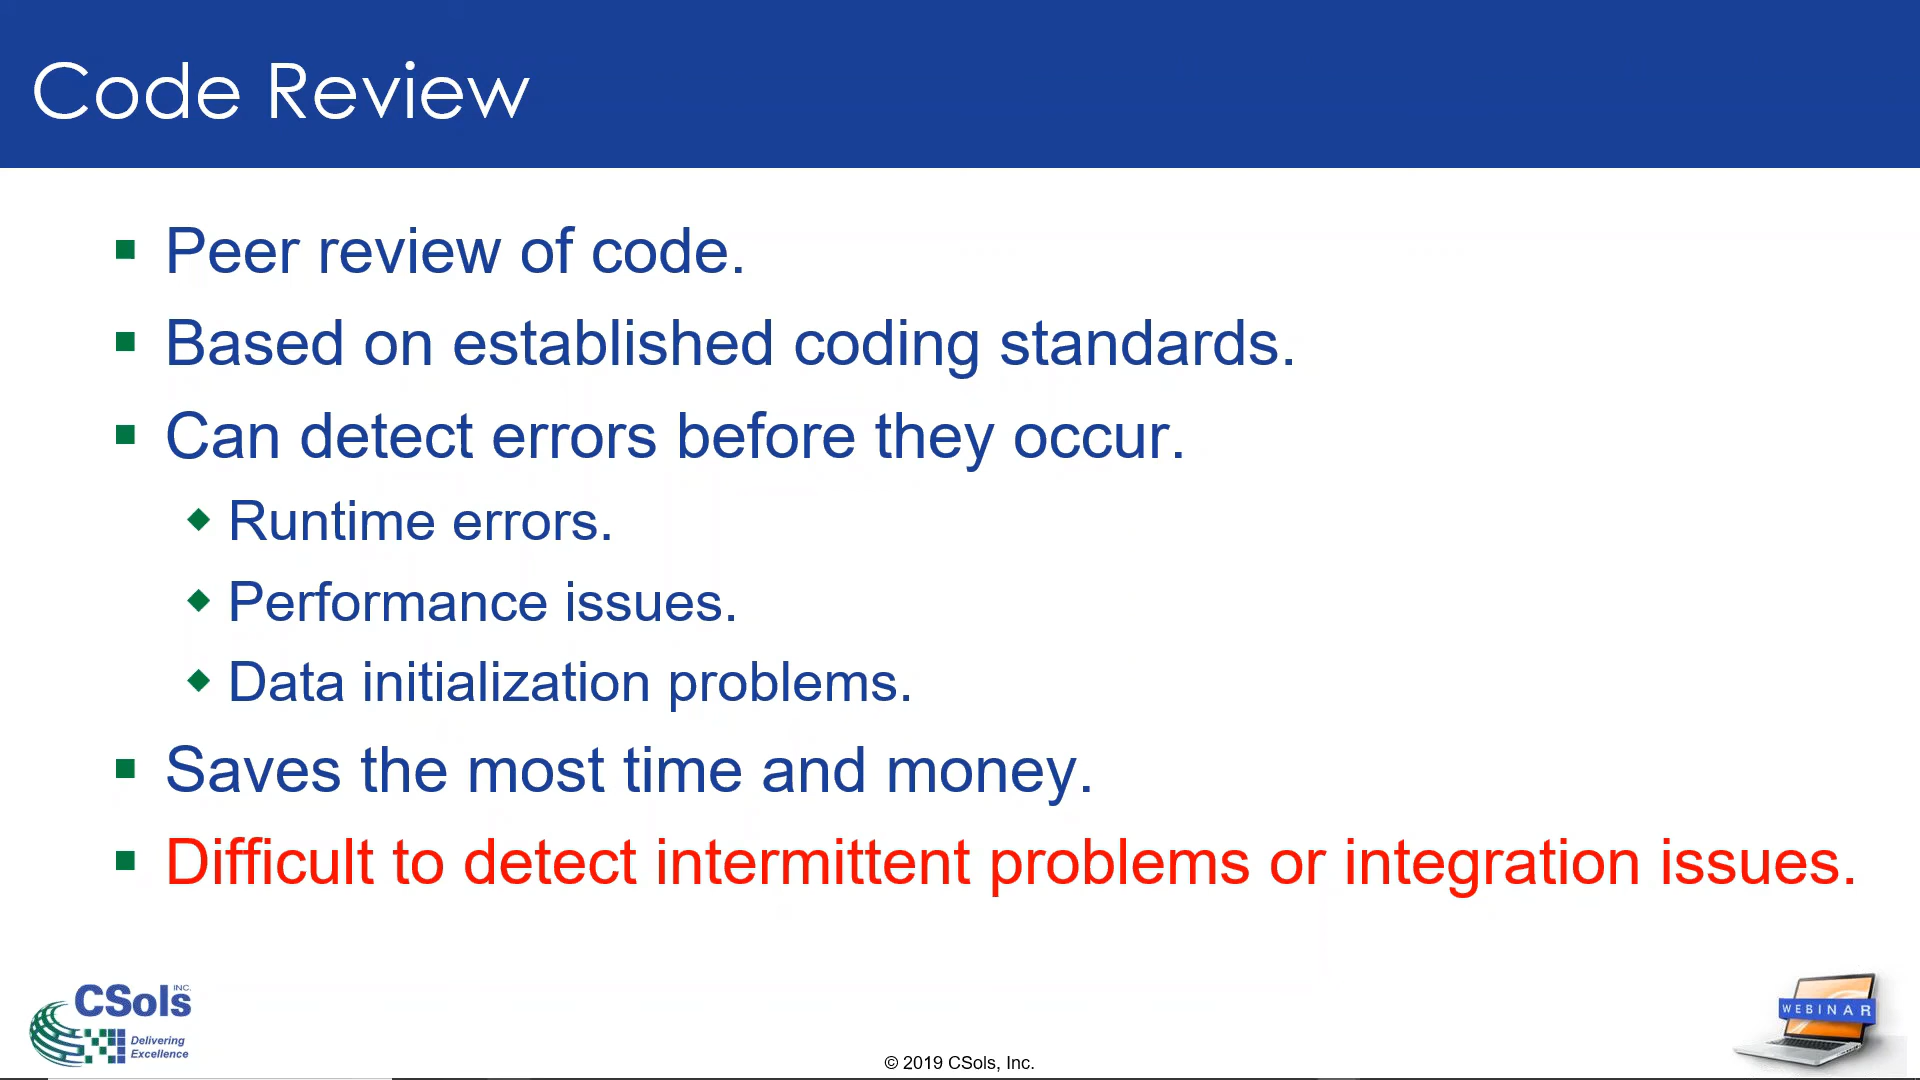 Code Review
Peer review of code.
Based on established coding standards.
Can detect errors before they occur.
Runtime errors.
Performance issues.
Data initialization problems.
Saves the most time and money.
Difficult to detect intermittent problems or integration issues.
CSols INC.
Delivering
Excellence
© 2019 CSols, Inc.
WEBINAR